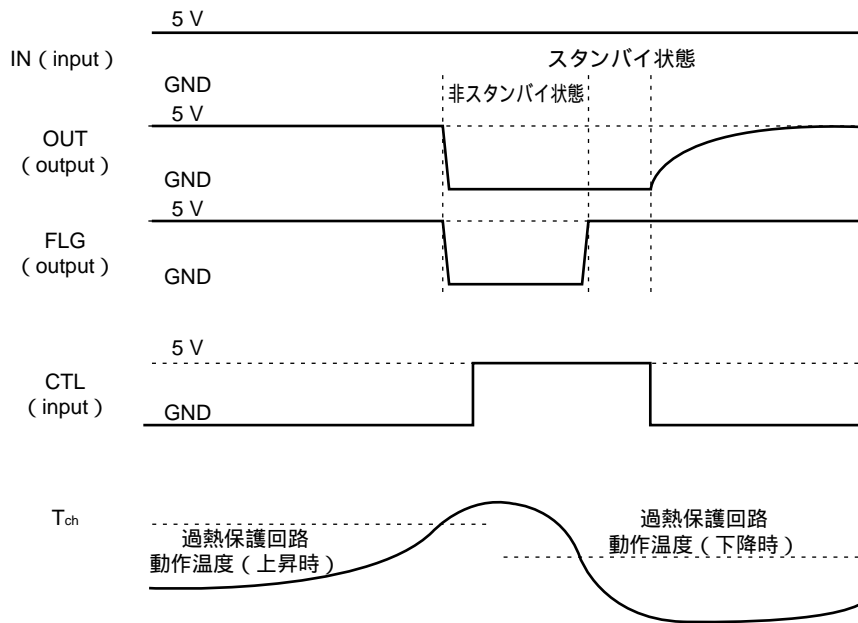 5 V
IN（input）
スタンバイ状態
GND
非スタンバイ状態
5 V
OUT
（output）
GND
5 V
FLG
（output）
GND
5 V
CTL
（input）
GND
Tch
過熱保護回路
動作温度（上昇時）
過熱保護回路
動作温度（下降時）